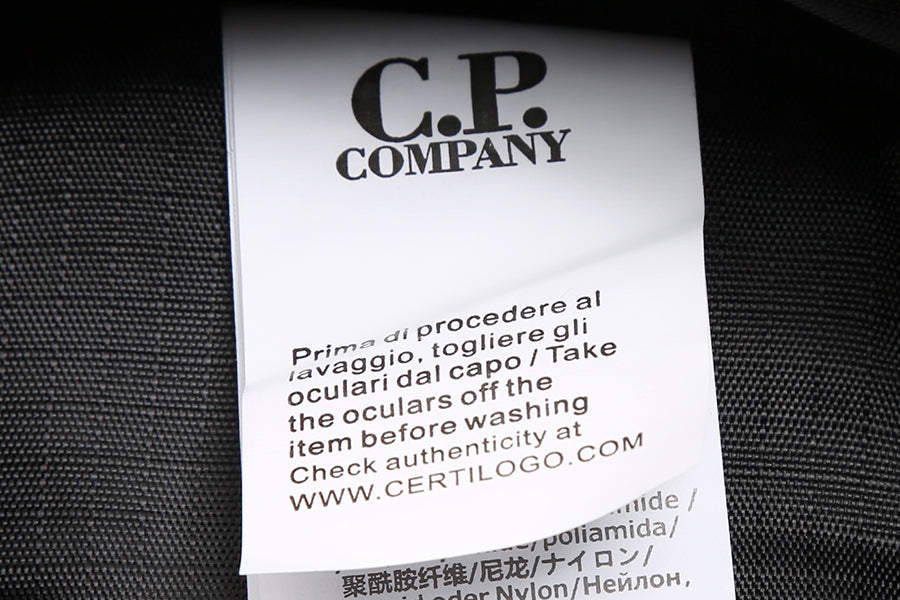 C.P.
COMPANY
Prima di procedere al
lavaggio, togliere gli
oculari dal capo / Take
the oculars off the
item before washing
Check authenticity at
WWW.CERTILOGO.COM
/
/poliamida/
聚酰胺纤维/尼龙/ナイロン/
oder Nylon/Нейлон,